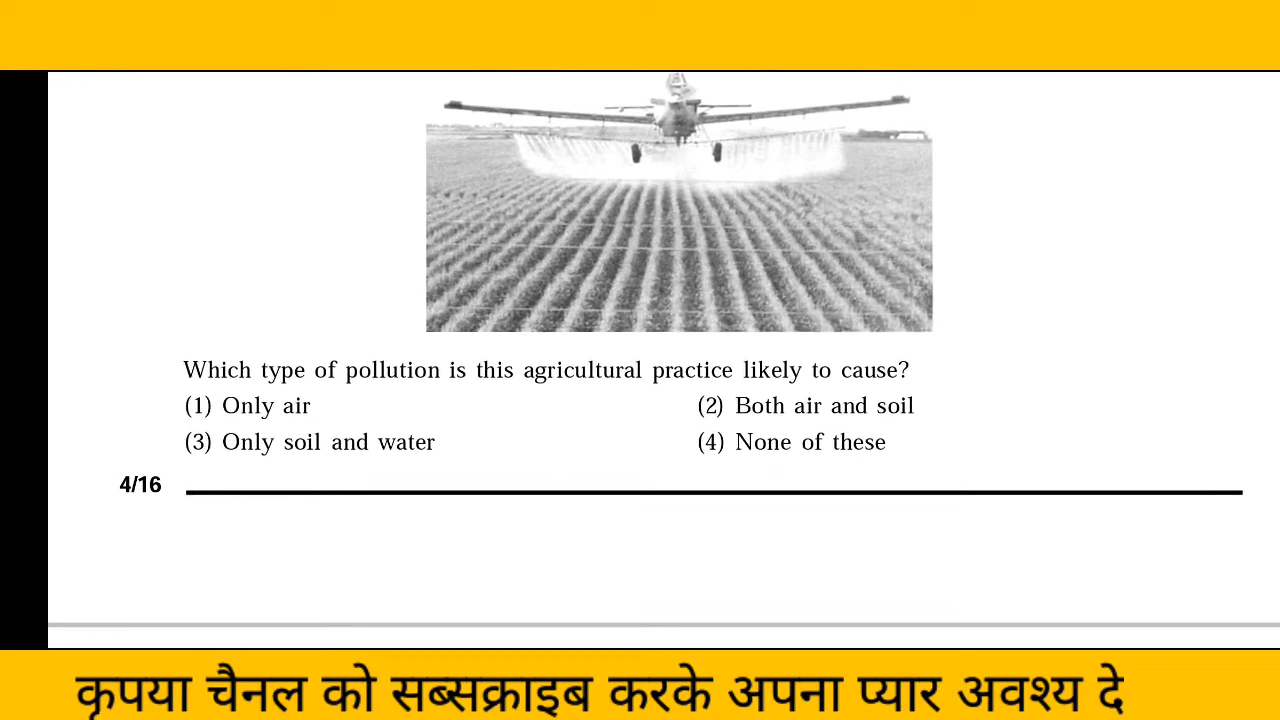 Which type of pollution is this agricultural practice likely to cause?
(1) Only air (2) Both air and soil
(3) Only soil and water (4) None of these
4/16
कृपया चैनल को सब्सक्राइब करके अपना प्यार अवश्य दे